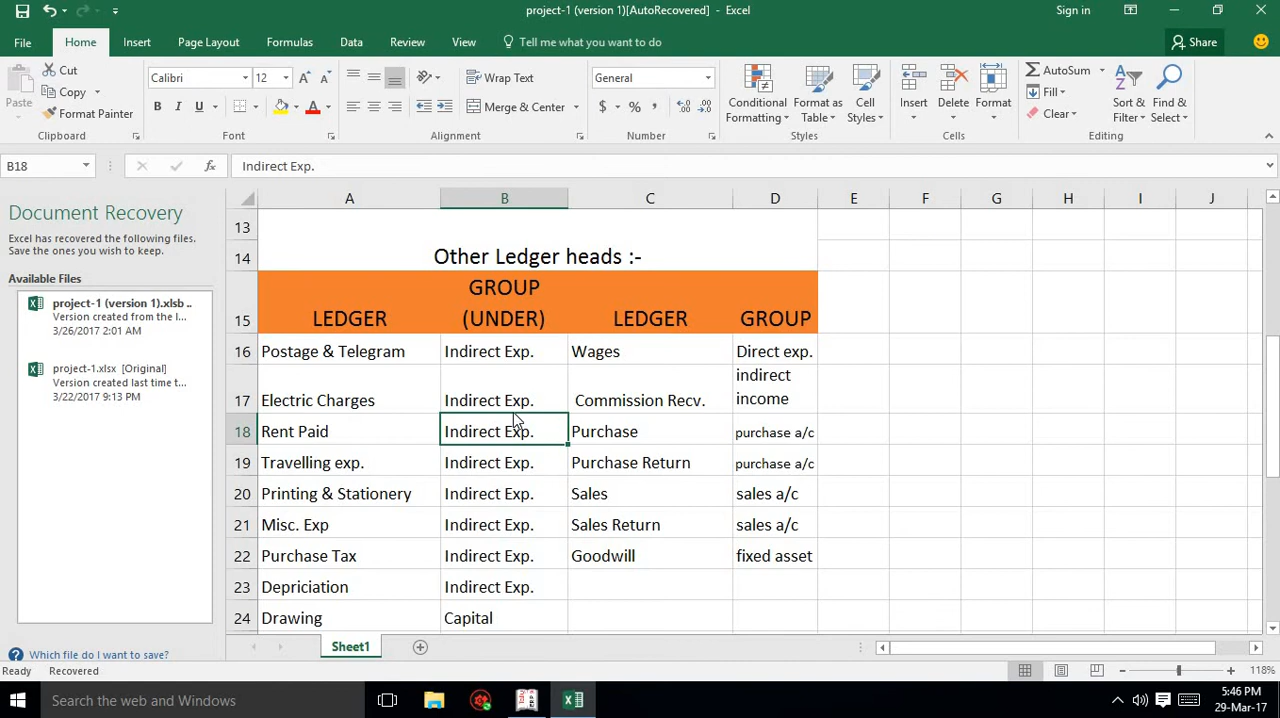 project-1 (version 1)[AutoRecovered] - Excel
Sign in
File Home Insert Page Layout Formulas Data Review View Tell me what you want to do Share
Paste
Cut
Copy
Format Painter
Clipboard
Calibri 12
B I U
Font
Wrap Text
Merge & Center
Alignment
General
$ % ,
Number
Conditional Formatting
Format as Table
Cell Styles
Styles
Insert
Delete
Format
Cells
AutoSum
Fill
Clear
Sort & Filter
Find & Select
Editing
B18 fx Indirect Exp.
Document Recovery
Excel has recovered the following files.
Save the ones you wish to keep.
Available Files
project-1 (version 1).xlsb ..
Version created from the l...
3/26/2017 2:01 AM
project-1.xlsx [Original]
Version created last time t...
3/22/2017 9:13 PM
Which file do I want to save?
A B C D E F G H I J
13
14 Other Ledger heads :-
15 LEDGER GROUP (UNDER) LEDGER GROUP
16 Postage & Telegram Indirect Exp. Wages Direct exp.
17 Electric Charges Indirect Exp. Commission Recv. indirect income
18 Rent Paid Indirect Exp. Purchase purchase a/c
19 Travelling exp. Indirect Exp. Purchase Return purchase a/c
20 Printing & Stationery Indirect Exp. Sales sales a/c
21 Misc. Exp Indirect Exp. Sales Return sales a/c
22 Purchase Tax Indirect Exp. Goodwill fixed asset
23 Depriciation Indirect Exp.
24 Drawing Capital
Sheet1
Ready Recovered 118%
Search the web and Windows
5:46 PM
29-Mar-17